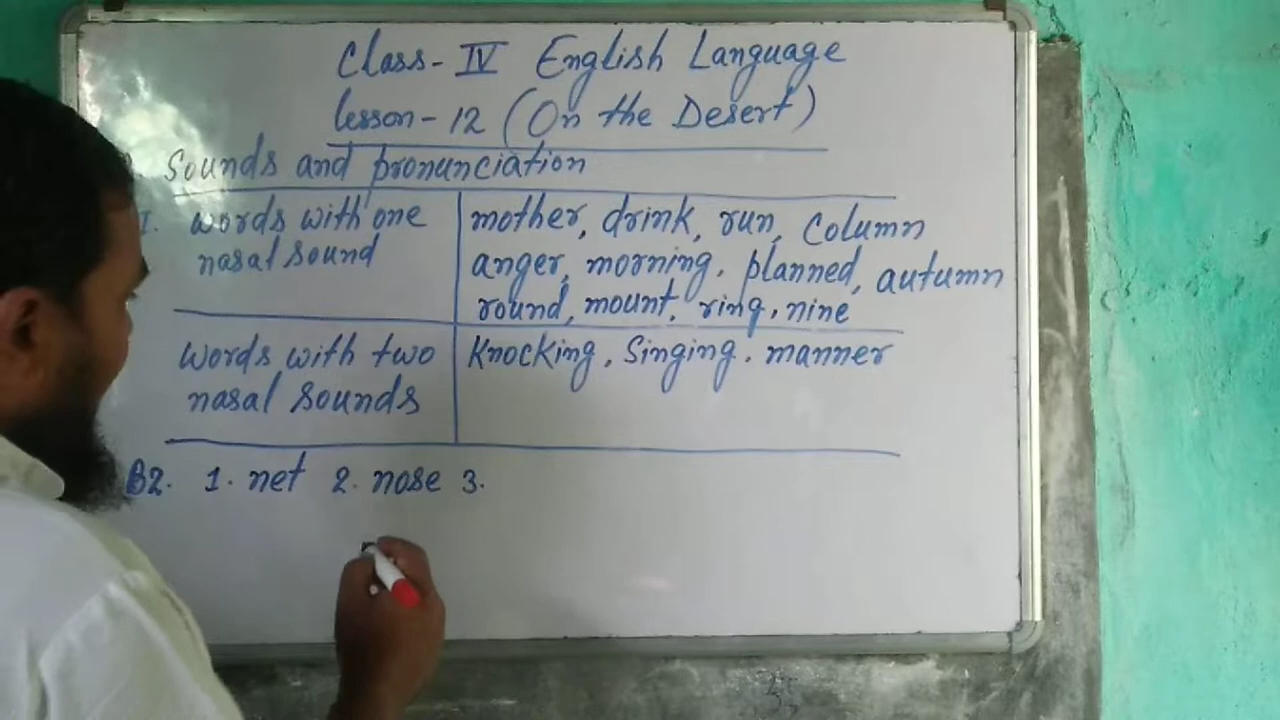 Class- IV English Language
Lesson-12 (On the Desert)
Sounds and pronunciation
I. words with one nasal sound
mother, drink, run, column
anger, morning, planned, autumn
round, mount, ring, nine
Words with two nasal sounds
Knocking, Singing, manner
B2. 1. net 2. nose 3.